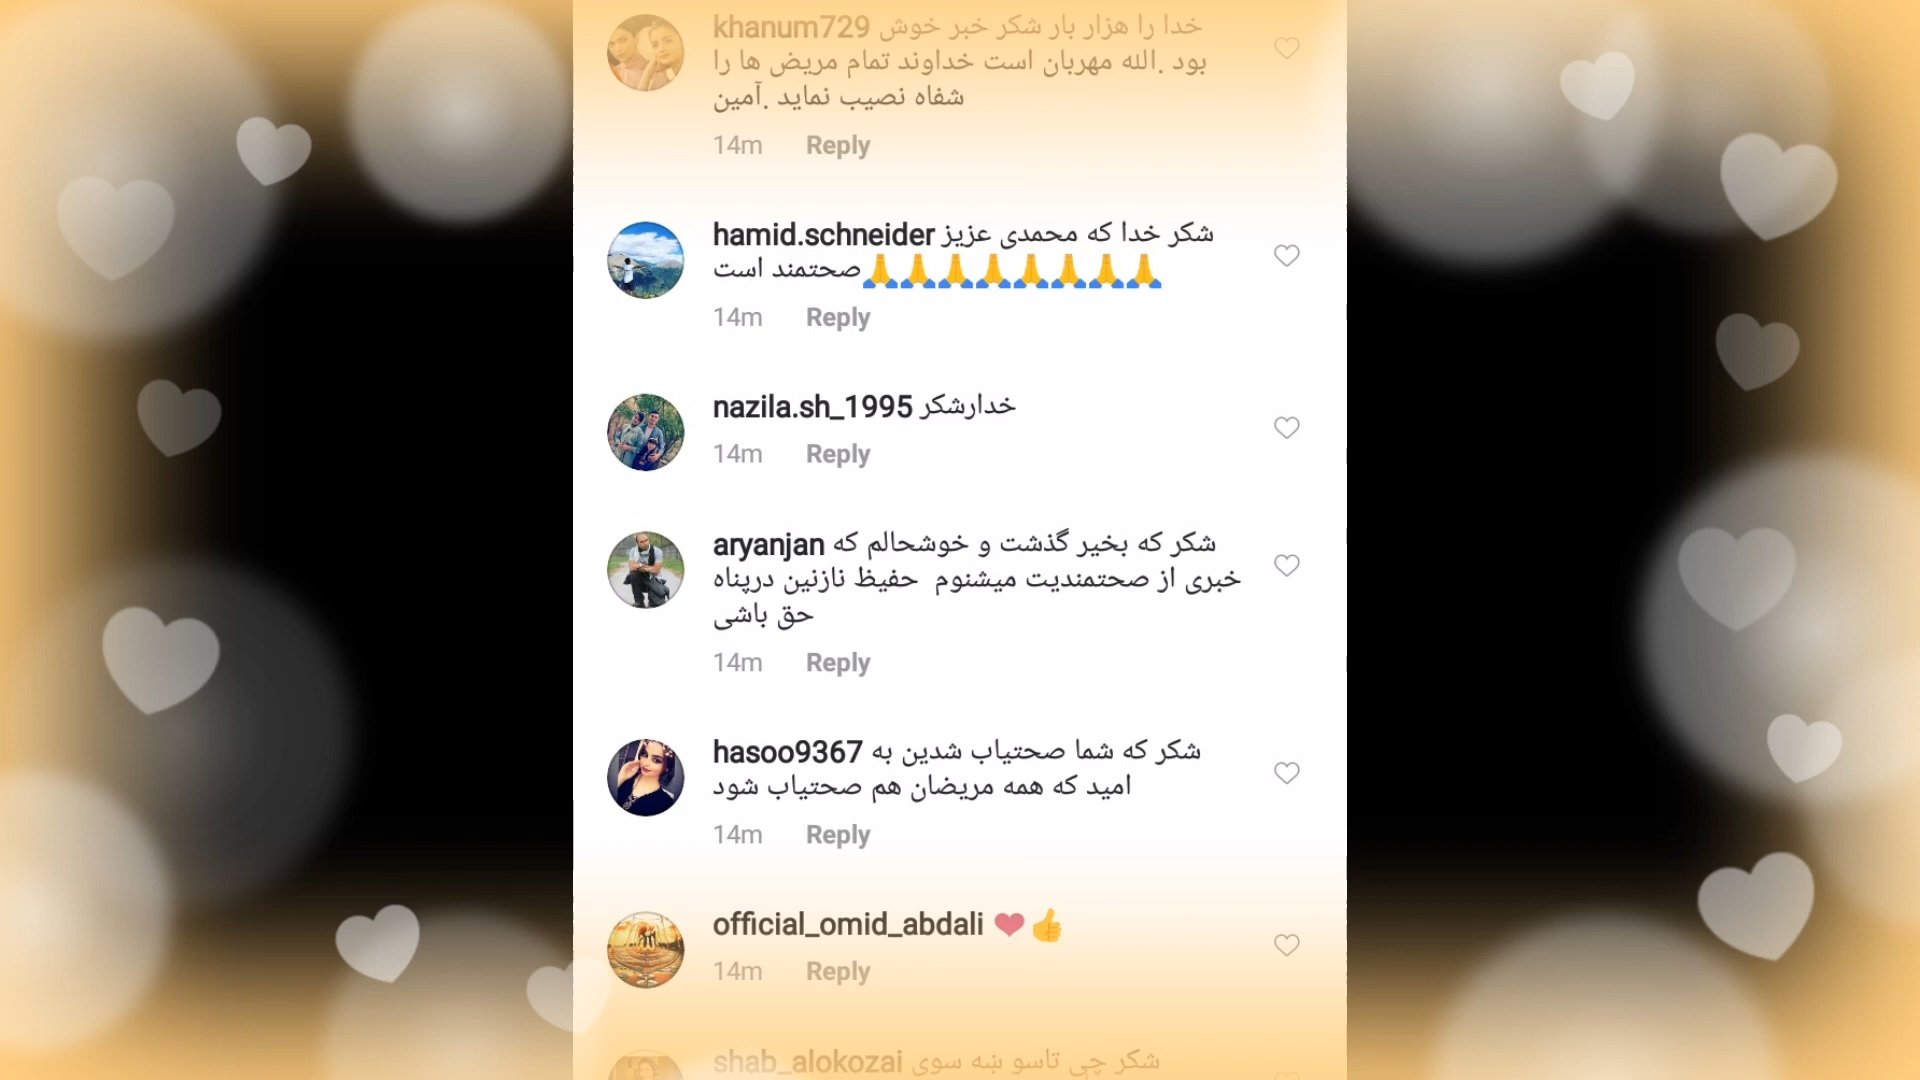 khanum729 خدا را هزار بار شکر خبر خوش
بود .الله مهربان است خداوند تمام مریض ها را
شفاه نصیب نماید .آمین
14m Reply
hamid.schneider شکر خدا که محمدی عزیز
صحتمند است🙏🙏🙏🙏🙏🙏🙏🙏
14m Reply
nazila.sh_1995 خدارشکر
14m Reply
aryanjan شکر که بخیر گذشت و خوشحالم که
خبری از صحتمندیت میشنوم حفیظ نازنین درپناه
حق باشی
14m Reply
hasoo9367 شکر که شما صحتیاب شدین به
امید که همه مریضان هم صحتیاب شود
14m Reply
official_omid_abdali ❤👍
14m Reply
shab_alokozai شکر چې تاسو ښه سوی